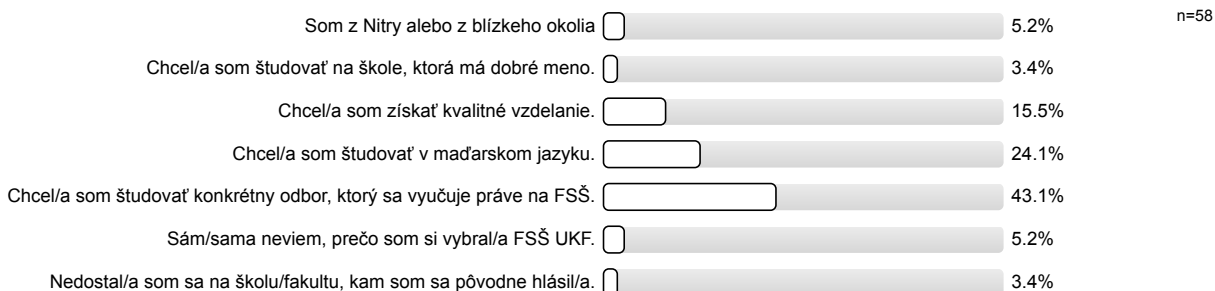 Som z Nitry alebo z blízkeho okolia 5.2% n=58
Chcel/a som študovať na škole, ktorá má dobré meno. 3.4%
Chcel/a som získať kvalitné vzdelanie. 15.5%
Chcel/a som študovať v maďarskom jazyku. 24.1%
Chcel/a som študovať konkrétny odbor, ktorý sa vyučuje práve na FSŠ. 43.1%
Sám/sama neviem, prečo som si vybral/a FSŠ UKF. 5.2%
Nedostal/a som sa na školu/fakultu, kam som sa pôvodne hlásil/a. 3.4%